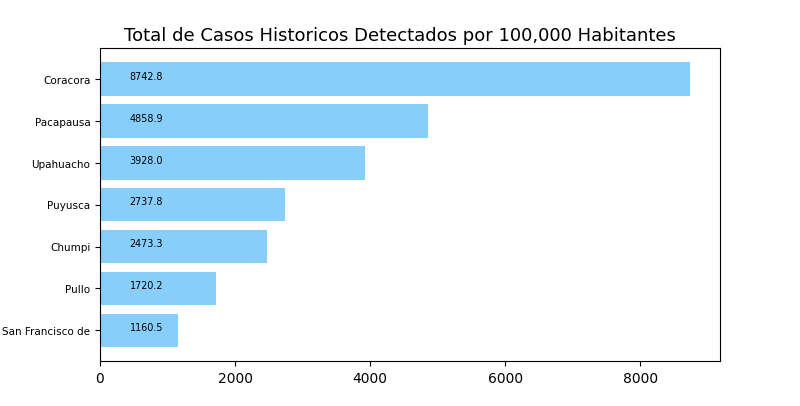 Total de Casos Historicos Detectados por 100,000 Habitantes
Coracora 8742.8
Pacapausa 4858.9
Upahuacho 3928.0
Puyusca 2737.8
Chumpi 2473.3
Pullo 1720.2
San Francisco de 1160.5
0 2000 4000 6000 8000